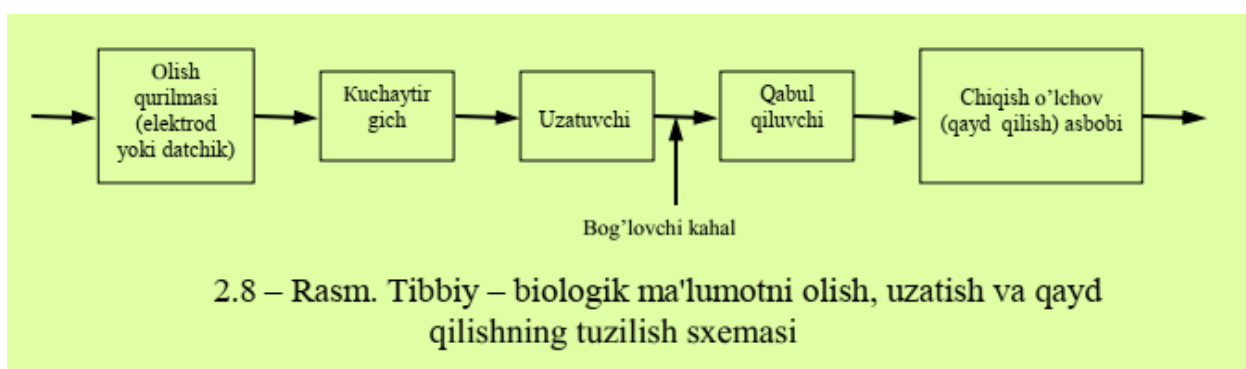 Olish
qurilmasi
(elektrod
yoki datchik)
Kuchaytir
gich
Uzatuvchi
Qabul
qiluvchi
Chiqish o’lchov
(qayd qilish) asbobi
Bog’lovchi kahal
2.8 – Rasm. Tibbiy – biologik ma'lumotni olish, uzatish va qayd
qilishning tuzilish sxemasi